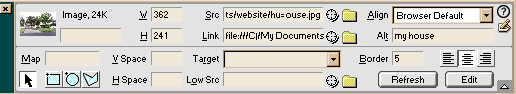 Image, 24K W 362 Src ts/website/hu=ouse.jpg Align Browser Default
H 241 Link file:///C|/My Documents Alt my house
Map V Space Target Border 5
H Space Low Src Refresh Edit